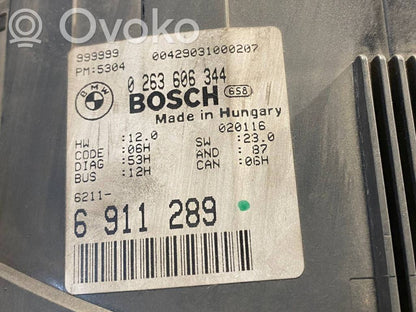 Ovoko
999999 00429031000207
PM:5304
BMW
0 263 606 344
BOSCH 658
Made in Hungary
020116
HW :12.0 SW :23.0
CODE :06H AND : 87
DIAG :53H CAN :06H
BUS :12H
6211-
6 911 289